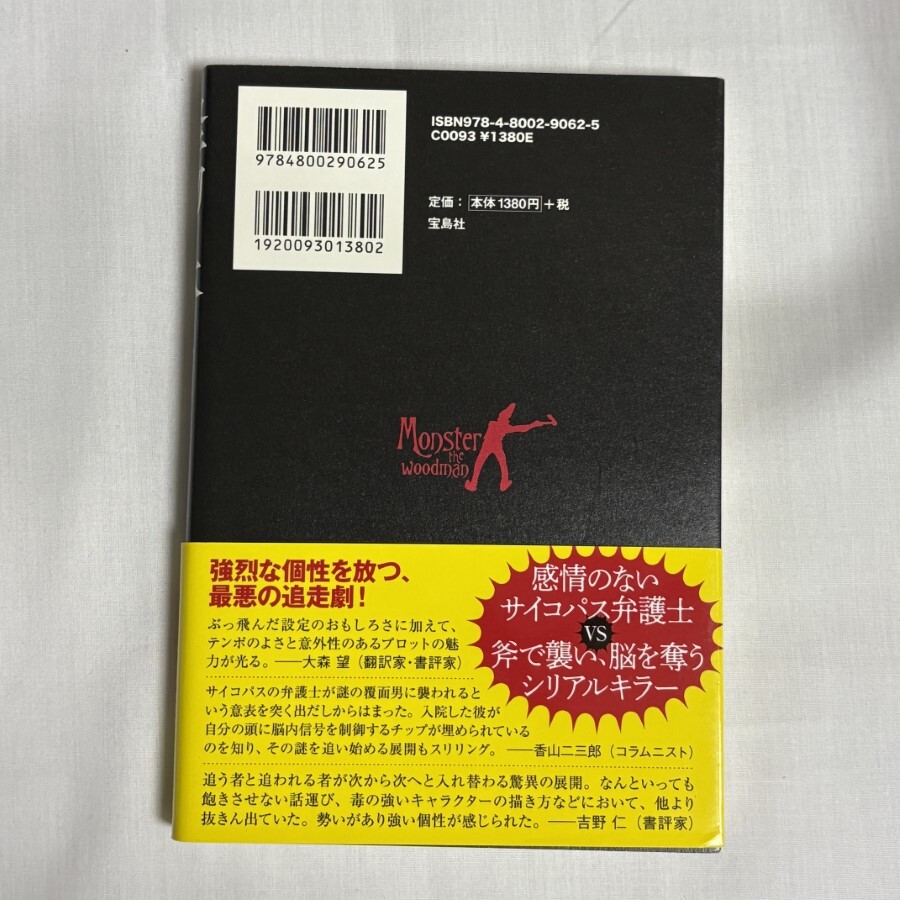 9784800290625
1920093013802
ISBN978-4-8002-9062-5
C0093 ¥1380E
定価： 本体 1380円 +税
宝島社
Monster
the
woodman
強烈な個性を放つ、
最悪の追走劇！
ぶっ飛んだ設定のおもしろさに加えて、
テンポのよさと意外性のあるプロットの魅
力が光る。――大森 望（翻訳家・書評家）
サイコパスの弁護士が謎の覆面男に襲われると
いう意表を突く出だしからはまった。入院した彼が
自分の頭に脳内信号を制御するチップが埋められている
のを知り、その謎を追い始める展開もスリリング。――香山二三郎（コラムニスト）
追う者と追われる者が次から次へと入れ替わる驚異の展開。なんといっても
飽きさせない話運び、毒の強いキャラクターの描き方などにおいて、他より
抜きん出ていた。勢いがあり強い個性が感じられた。――吉野 仁（書評家）
感情のない
サイコパス弁護士
VS
斧で襲い、脳を奪う
シリアルキラー